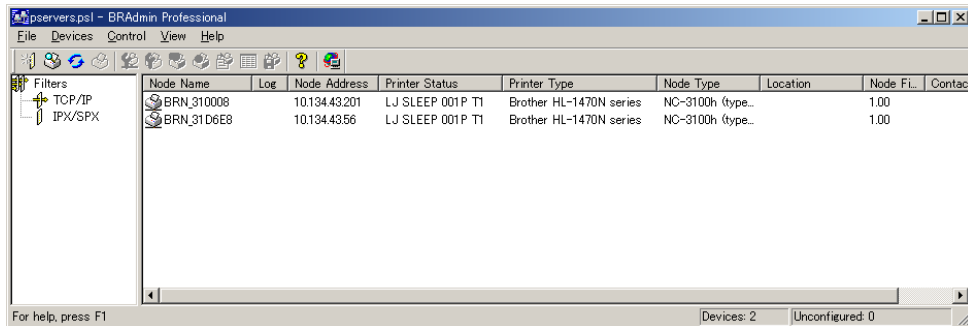 pservers.psl - BRAdmin Professional
File Devices Control View Help
Filters
TCP/IP
IPX/SPX
Node Name Log Node Address Printer Status Printer Type Node Type Location Node Fi... Contac
BRN_310008 10.134.43.201 LJ SLEEP 001P T1 Brother HL-1470N series NC-3100h (type... 1.00
BRN_31D6E8 10.134.43.56 LJ SLEEP 001P T1 Brother HL-1470N series NC-3100h (type... 1.00
For help, press F1 Devices: 2 Unconfigured: 0